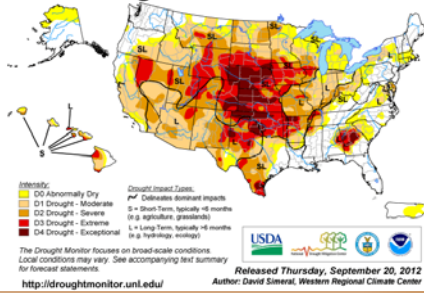 SL
SL
SL
SL
L
L
L
L
SL
SL
L
S
Intensity:
D0 Abnormally Dry
D1 Drought - Moderate
D2 Drought - Severe
D3 Drought - Extreme
D4 Drought - Exceptional
Drought Impact Types:
Delineates dominant impacts
S = Short-Term, typically <6 months
(e.g. agriculture, grasslands)
L = Long-Term, typically >6 months
(e.g. hydrology, ecology)
The Drought Monitor focuses on broad-scale conditions.
Local conditions may vary. See accompanying text summary
for forecast statements.
http://droughtmonitor.unl.edu/
USDA
Released Thursday, September 20, 2012
Author: David Simeral, Western Regional Climate Center